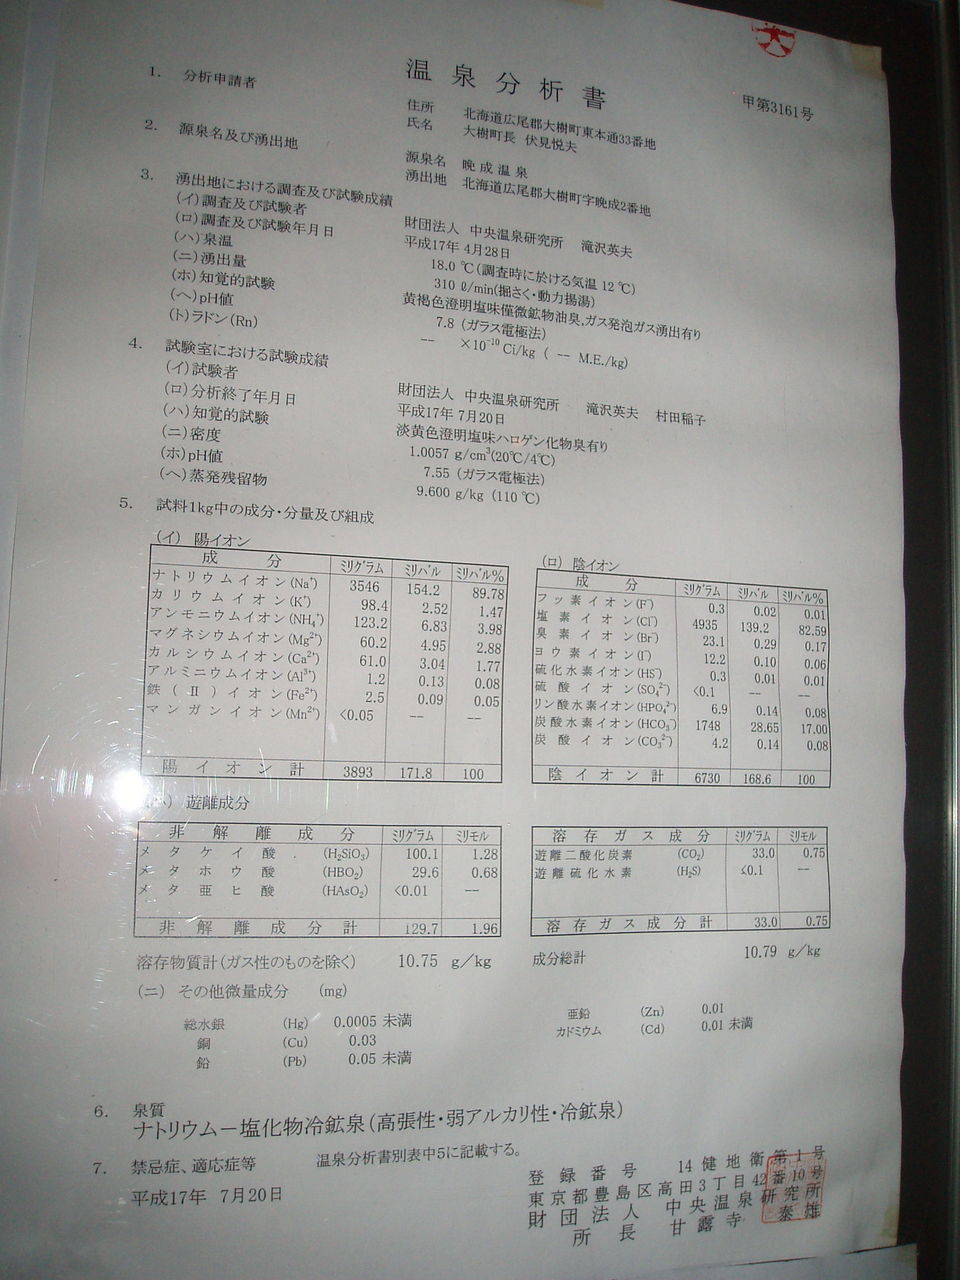 温泉分析書
甲第3161号
1. 分析申請者
住所 北海道広尾郡大樹町東本通33番地
氏名 大樹町長 伏見悦夫
2. 源泉名及び湧出地
源泉名 晩成温泉
湧出地 北海道広尾郡大樹町字晩成2番地
3. 湧出地における調査及び試験成績
(イ)調査及び試験者 財団法人 中央温泉研究所 滝沢英夫
(ロ)調査及び試験年月日 平成17年 4月28日
(ハ)泉温 18.0 ℃(調査時に於ける気温 12 ℃)
(ニ)湧出量 310 ℓ/min(掘さく・動力揚湯)
(ホ)知覚的試験 黄褐色澄明塩味僅微鉱物油臭,ガス発泡ガス湧出有り
(ヘ)pH値 7.8 (ガラス電極法)
(ト)ラドン(Rn) -- ×10⁻¹⁰ Ci/kg ( -- M.E./kg)
4. 試験室における試験成績
(イ)試験者 財団法人 中央温泉研究所 滝沢英夫 村田稲子
(ロ)分析終了年月日 平成17年 7月20日
(ハ)知覚的試験 淡黄色澄明塩味ハロゲン化物臭有り
(ニ)密度 1.0057 g/cm³(20℃/4℃)
(ホ)pH値 7.55 (ガラス電極法)
(ヘ)蒸発残留物 9.600 g/kg (110 ℃)
5. 試料1kg中の成分・分量及び組成
(イ) 陽イオン
成分 ミリグラム ミリバル ミリバル%
ナトリウムイオン(Na⁺) 3546 154.2 89.78
カリウムイオン(K⁺) 98.4 2.52 1.47
アンモニウムイオン(NH₄⁺) 123.2 6.83 3.98
マグネシウムイオン(Mg²⁺) 60.2 4.95 2.88
カルシウムイオン(Ca²⁺) 61.0 3.04 1.77
アルミニウムイオン(Al³⁺) 1.2 0.13 0.08
鉄(Ⅱ)イオン(Fe²⁺) 2.5 0.09 0.05
マンガンイオン(Mn²⁺) <0.05 -- --
陽イオン計 3893 171.8 100
(ロ) 陰イオン
成分 ミリグラム ミリバル ミリバル%
フッ素イオン(F⁻) 0.3 0.02 0.01
塩素イオン(Cl⁻) 4935 139.2 82.59
臭素イオン(Br⁻) 23.1 0.29 0.17
ヨウ素イオン(I⁻) 12.2 0.10 0.06
硫化水素イオン(HS⁻) 0.3 0.01 0.01
硫酸イオン(SO₄²⁻) <0.1 -- --
リン酸水素イオン(HPO₄²⁻) 6.9 0.14 0.08
炭酸水素イオン(HCO₃⁻) 1748 28.65 17.00
炭酸イオン(CO₃²⁻) 4.2 0.14 0.08
陰イオン計 6730 168.6 100
(ハ) 遊離成分
非解離成分 ミリグラム ミリモル
メタケイ酸 (H₂SiO₃) 100.1 1.28
メタホウ酸 (HBO₂) 29.6 0.68
メタ亜ヒ酸 (HAsO₂) <0.01 --
非解離成分計 129.7 1.96
溶存ガス成分 ミリグラム ミリモル
遊離二酸化炭素 (CO₂) 33.0 0.75
遊離硫化水素 (H₂S) <0.1 --
溶存ガス成分計 33.0 0.75
溶存物質計(ガス性のものを除く) 10.75 g/kg
成分総計 10.79 g/kg
(ニ) その他微量成分 (mg)
総水銀 (Hg) 0.0005 未満
銅 (Cu) 0.03
鉛 (Pb) 0.05 未満
亜鉛 (Zn) 0.01
カドミウム (Cd) 0.01 未満
6. 泉質
ナトリウム－塩化物冷鉱泉(高張性・弱アルカリ性・冷鉱泉)
7. 禁忌症、適応症等 温泉分析書別表中5に記載する。
平成17年 7月20日
登録番号 14健地衛第1号
東京都豊島区高田3丁目42番10号
財団法人 中央温泉研究所
所長 甘露寺 泰雄